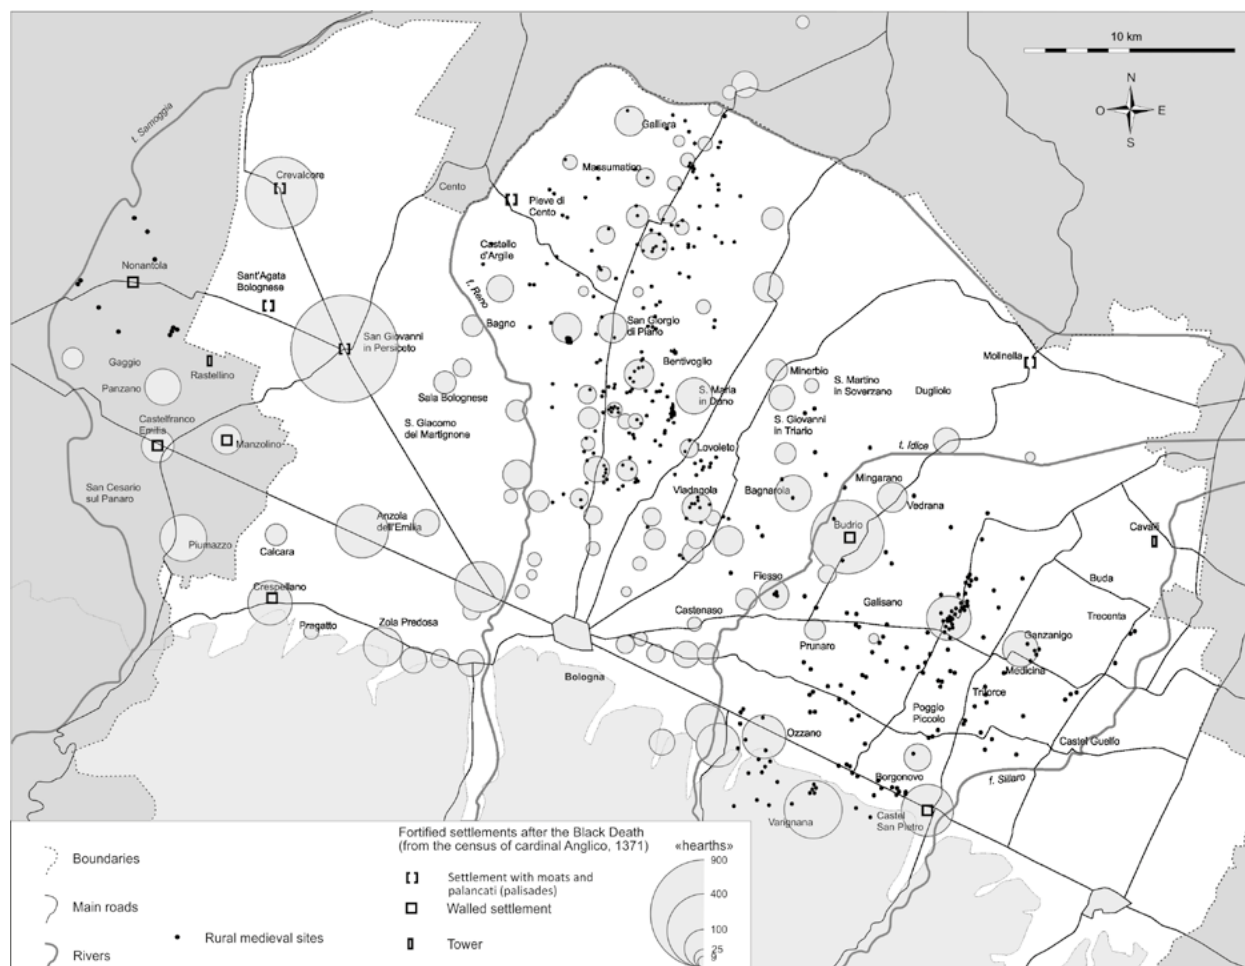 10 km
N
O
E
S
t. Samoggia
Galliera
Crevalcore
Massumatico
Cento
Pieve di
Cento
Castello
d'Argile
Nonantola
Sant'Agata
Bolognese
f. Reno
Bagno
San Giorgio
di Piano
San Giovanni
in Persiceto
Gaggio
Rastellino
Panzano
Bentivoglio
Molinella
Minerbio
S. Martino
in Soverzano
Dugliolo
Sala Bolognese
S. Maria
in Dano
Castelfranco
Emilia
Manzolino
S. Giacomo
del Martignone
S. Giovanni
in Triario
Lovoleto
t. Idice
San Cesario
sul Panaro
Viadagola
Bagnarola
Mingarano
Vedrana
Anzola
dell'Emilia
Budrio
Cavalli
Piumazzo
Calcara
Crespellano
Flesso
Buda
Galisano
Trecenta
Castenaso
Pragatto
Zola Predosa
Prunaro
Ganzanigo
Medicina
Bologna
Triforce
Poggio
Piccolo
Ozzano
Castel Guelfo
Borgonovo
f. Sillaro
Varignana
Castel
San Pietro
Boundaries
Main roads
Rivers
Rural medieval sites
Fortified settlements after the Black Death
(from the census of cardinal Anglico, 1371)
Settlement with moats and
palancati (palisades)
Walled settlement
Tower
«hearths»
900
400
100
25
9